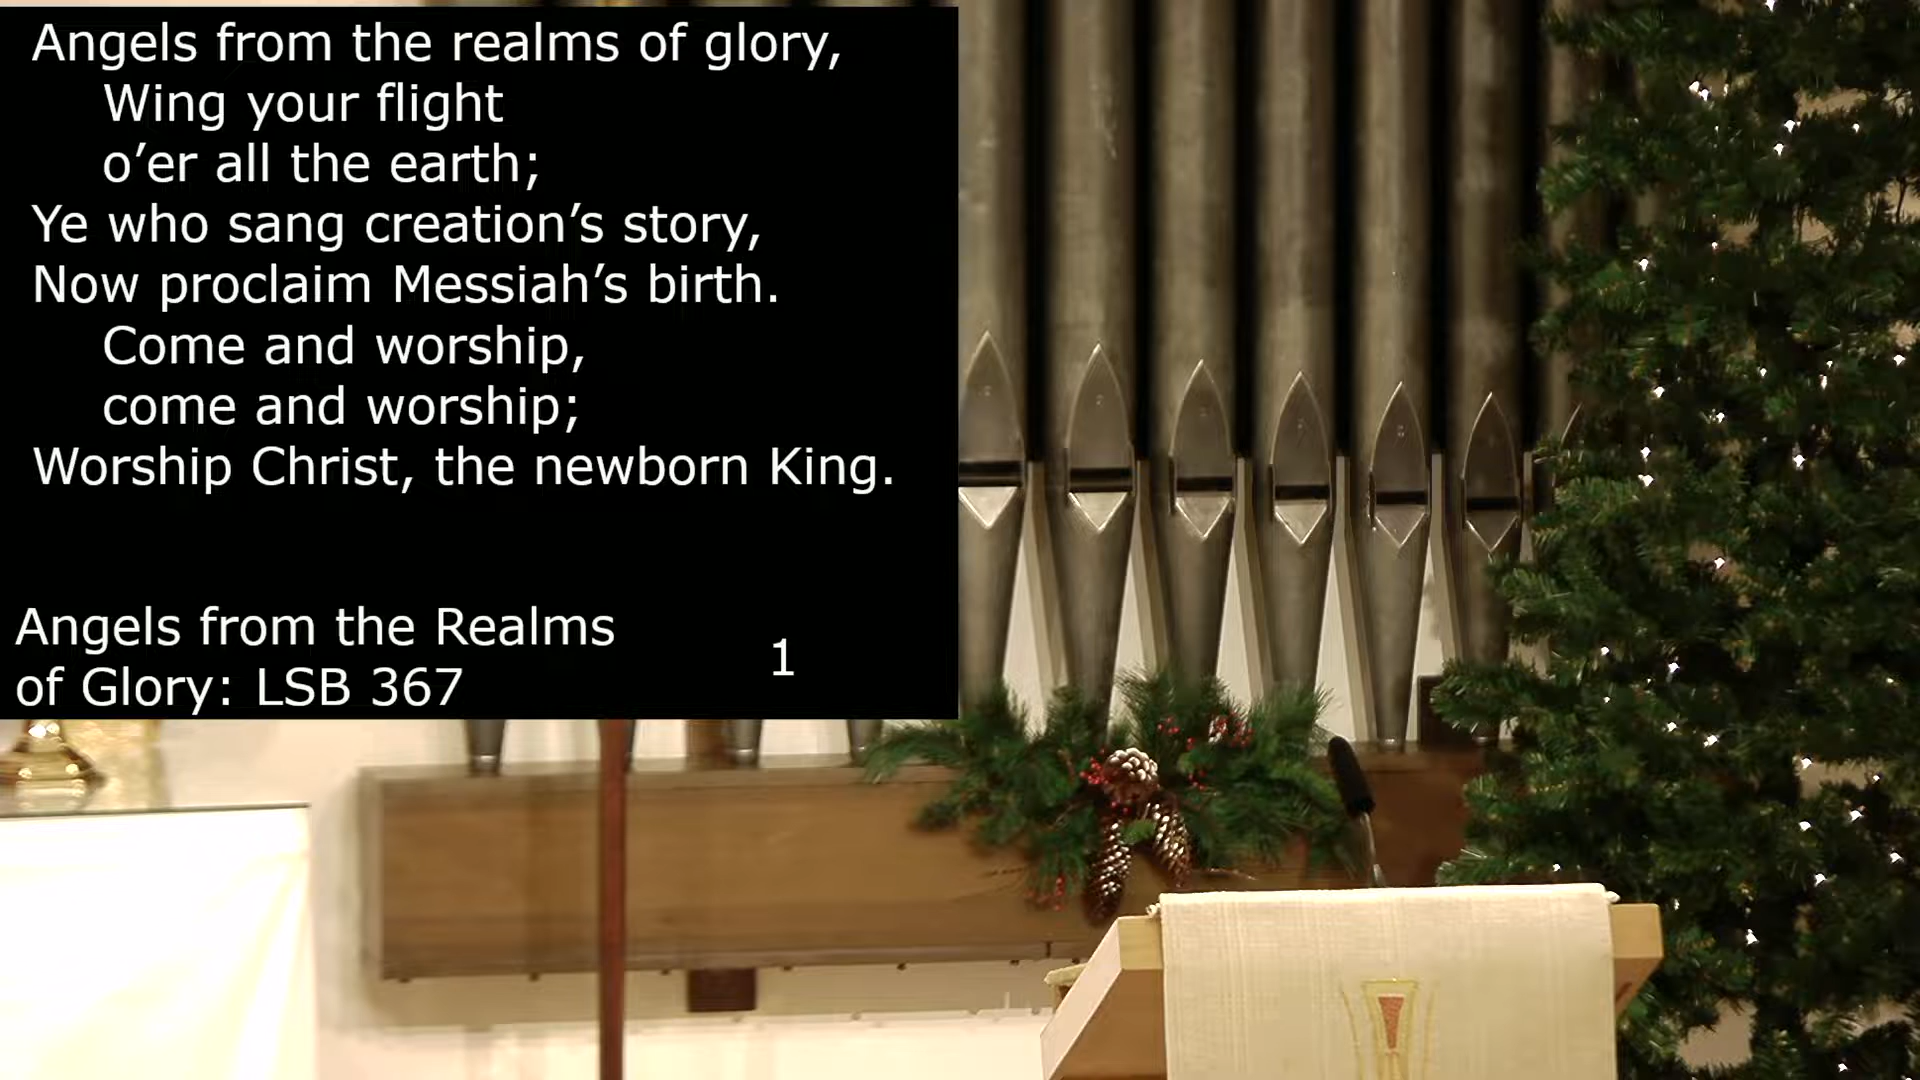 Angels from the realms of glory,
Wing your flight
o’er all the earth;
Ye who sang creation’s story,
Now proclaim Messiah’s birth.
Come and worship,
come and worship;
Worship Christ, the newborn King.
Angels from the Realms
of Glory: LSB 367
1